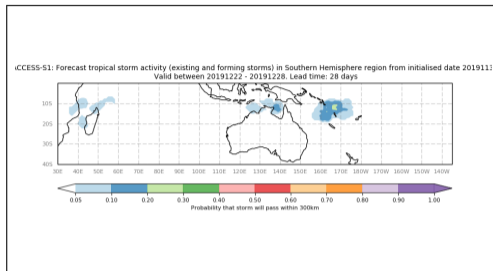 ACCESS-S1: Forecast tropical storm activity (existing and forming storms) in Southern Hemisphere region from initialised date 2019113
Valid between 20191222 - 20191228. Lead time: 28 days
10S
20S
30S
40S
30E 40E 50E 60E 70E 80E 90E 100E 110E 120E 130E 140E 150E 160E 170E 180E 170W 160W 150W 140W
0.05 0.10 0.20 0.30 0.40 0.50 0.60 0.70 0.80 0.90 1.00
Probability that storm will pass within 300km